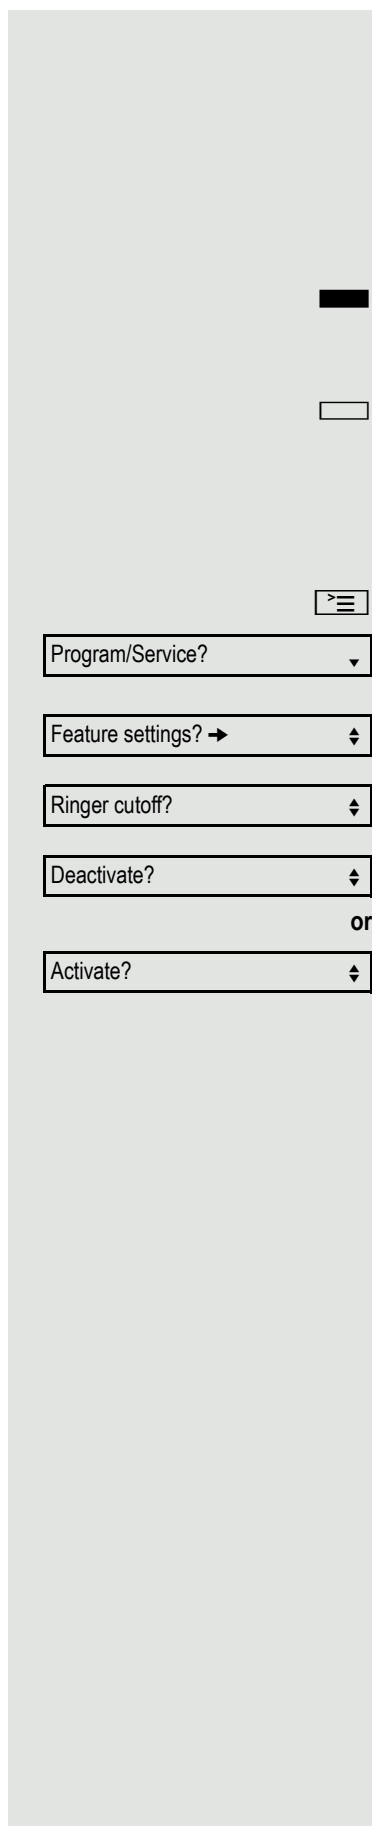 Program/Service?
Feature settings? →
Ringer cutoff?
Deactivate?
or
Activate?